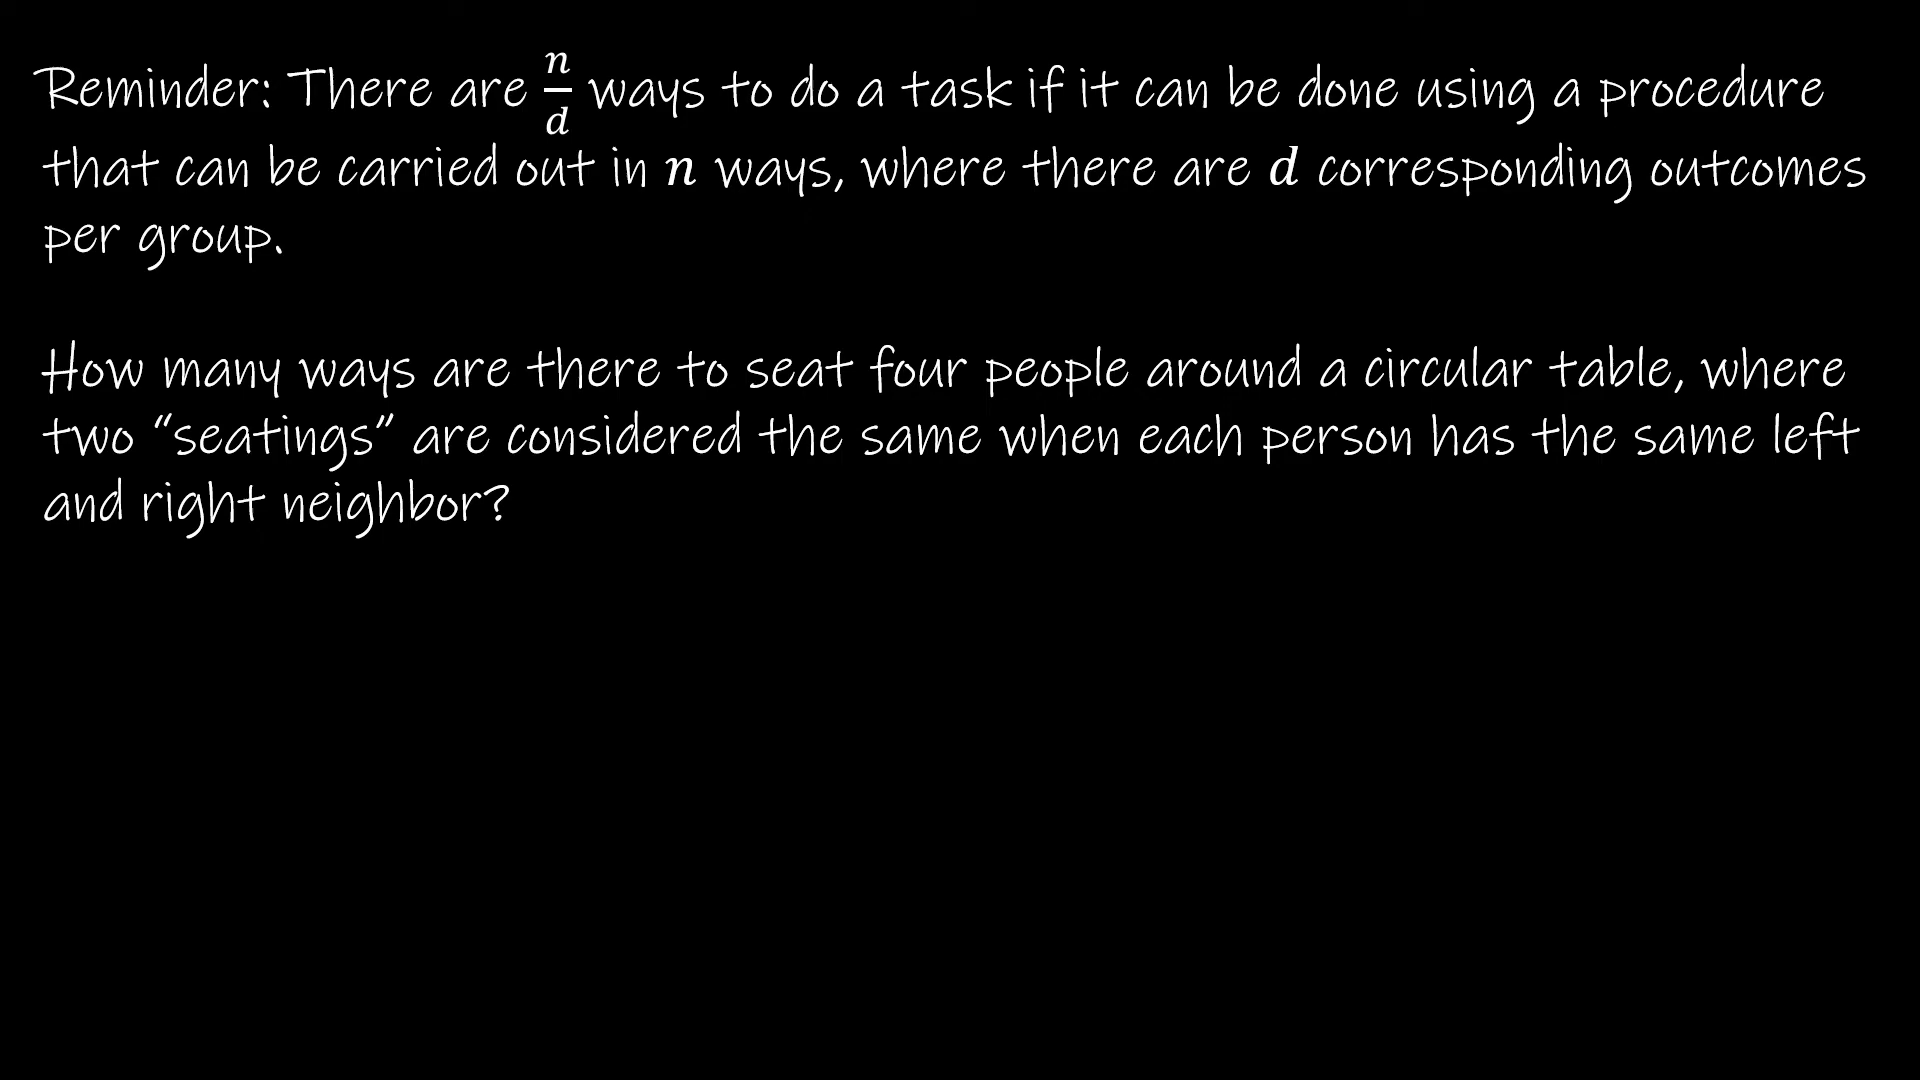 Reminder: There are n/d ways to do a task if it can be done using a procedure
that can be carried out in n ways, where there are d corresponding outcomes
per group.
How many ways are there to seat four people around a circular table, where
two “seatings” are considered the same when each person has the same left
and right neighbor?